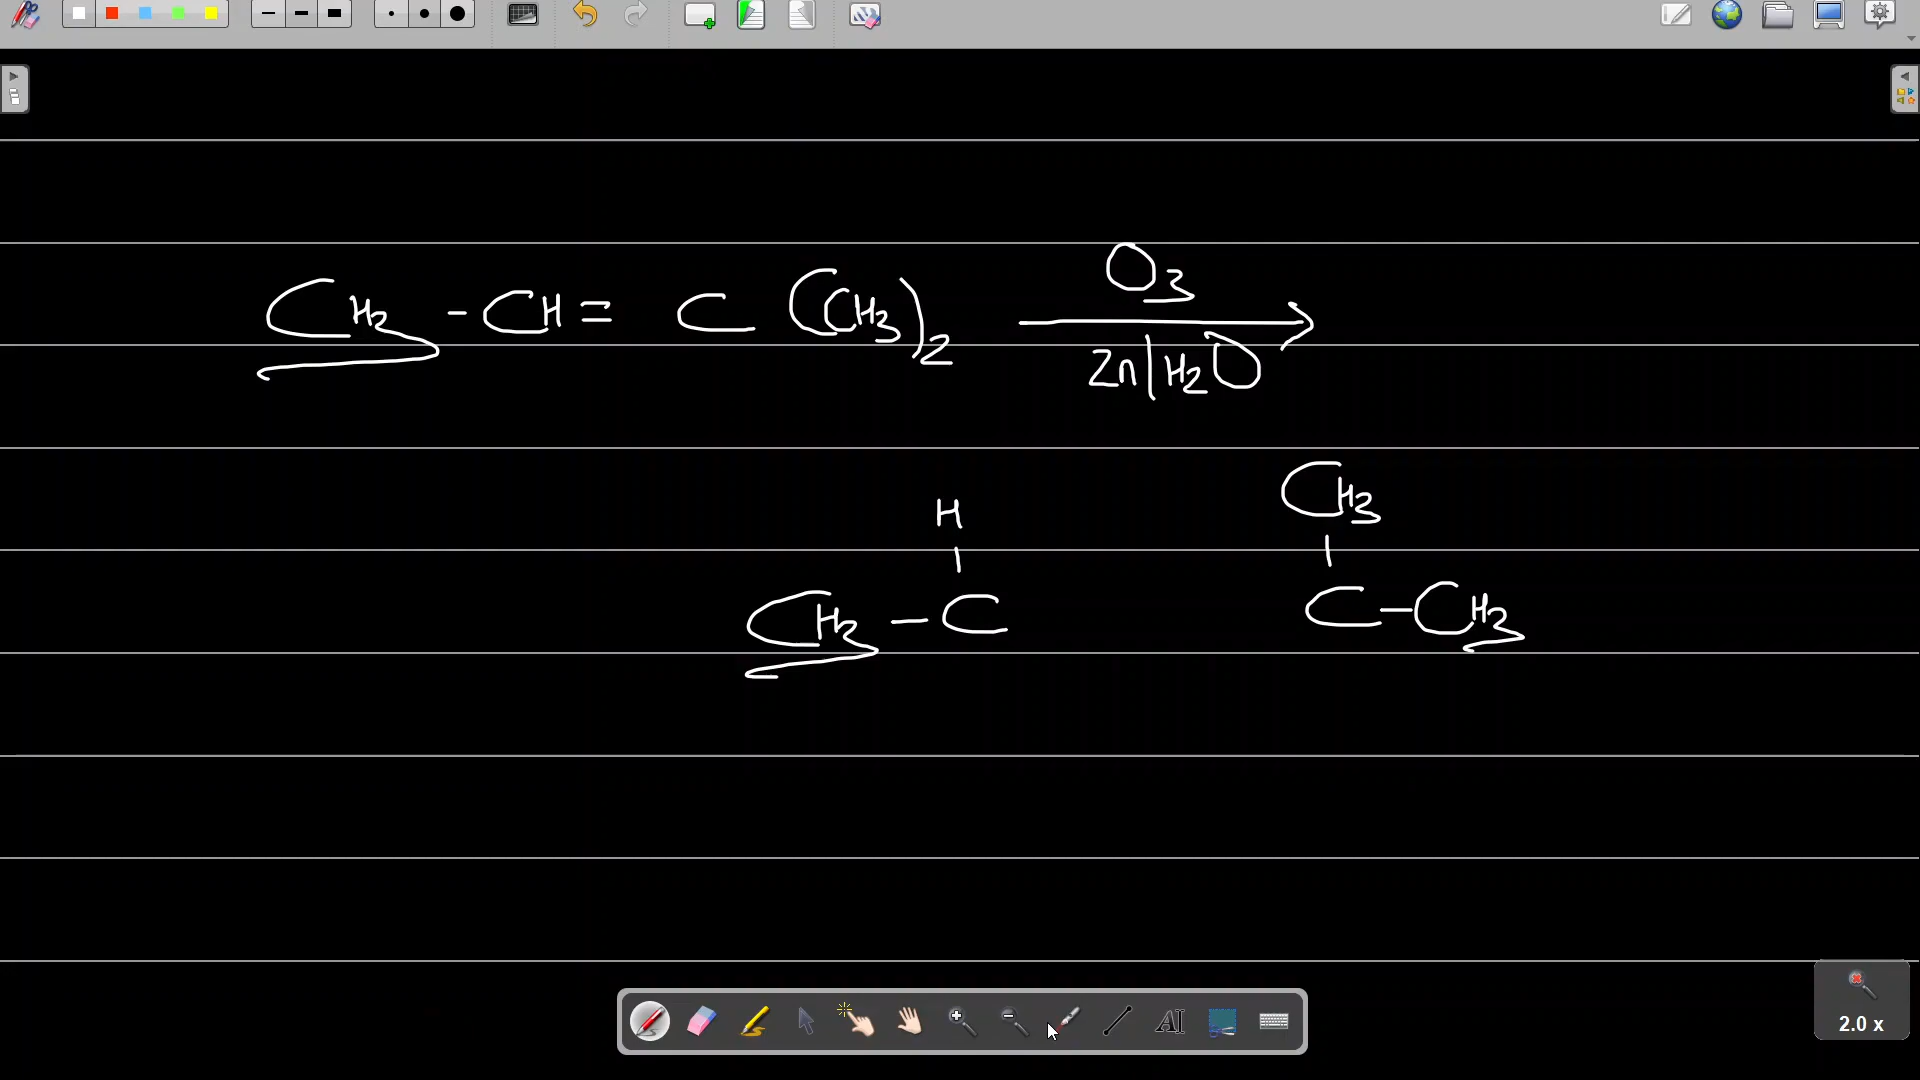 O3
CH3 - CH = C (CH3)2
Zn|H2O
H CH3
CH3 - C C - CH3
2.0 x